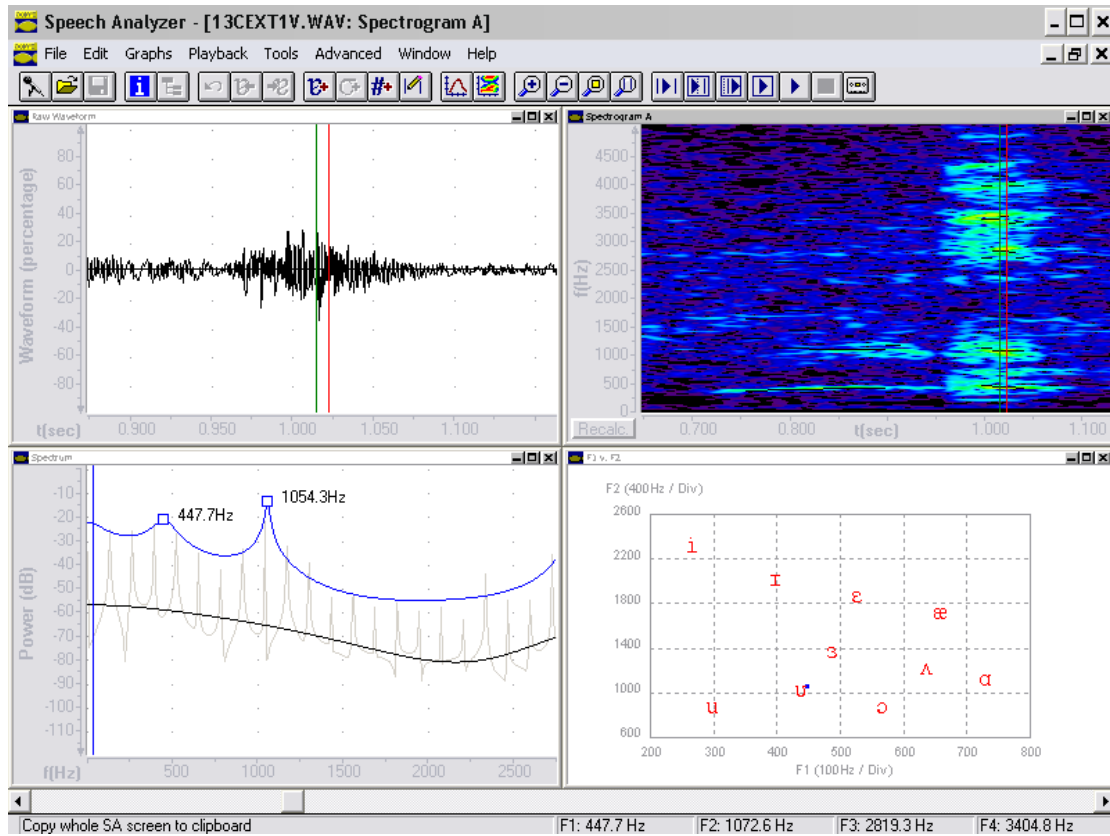 Speech Analyzer - [13CEXT1V.WAV: Spectrogram A]
File Edit Graphs Playback Tools Advanced Window Help
Raw Waveform
Waveform (percentage)
80
60
40
20
0
-20
-40
-60
-80
t(sec) 0.900 0.950 1.000 1.050 1.100
Spectrogram A
f(Hz)
4500
4000
3500
3000
2500
2000
1500
1000
500
0
Recalc. 0.700 0.800 t(sec) 1.000 1.100
Spectrum
Power (dB)
-10
-20
-30
-40
-50
-60
-70
-80
-90
-100
-110
447.7Hz
1054.3Hz
f(Hz) 500 1000 1500 2000 2500
F1 v. F2
F2 (400Hz / Div)
2600
2200
1800
1400
1000
600
i
ɪ
ɛ
æ
ɜ
ʌ
ɑ
ʊ
u
ɔ
200 300 400 500 600 700 800
F1 (100Hz / Div)
Copy whole SA screen to clipboard F1: 447.7 Hz F2: 1072.6 Hz F3: 2819.3 Hz F4: 3404.8 Hz